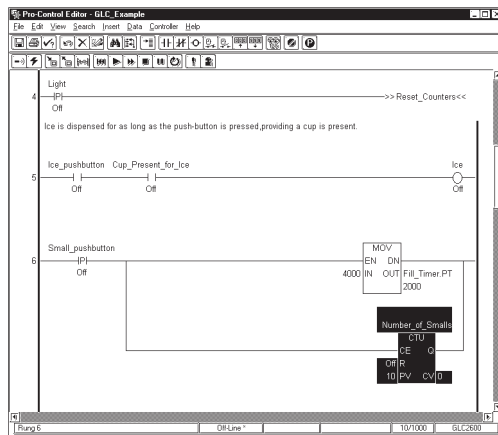 Pro-Control Editor - GLC_Example
File Edit View Search Insert Data Controller Help
Light
4 P >> Reset_Counters<<
Off
Ice is dispensed for as long as the push-button is pressed,providing a cup is present.
Ice_pushbutton Cup_Present_for_Ice Ice
5
Off Off Off
Small_pushbutton MOV
6 P EN DN
Off 4000 IN OUT Fill_Timer.PT
2000
Number_of_Smalls
CTU
CE Q
Off R
10 PV CV 0
Rung 6 Off-Line * 10/1000 GLC2600